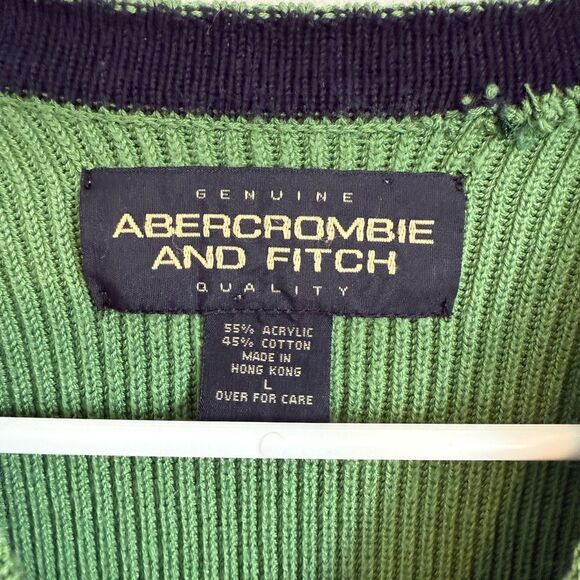 GENUINE
ABERCROMBIE
AND FITCH
QUALITY
55% ACRYLIC
45% COTTON
MADE IN
HONG KONG
L
OVER FOR CARE